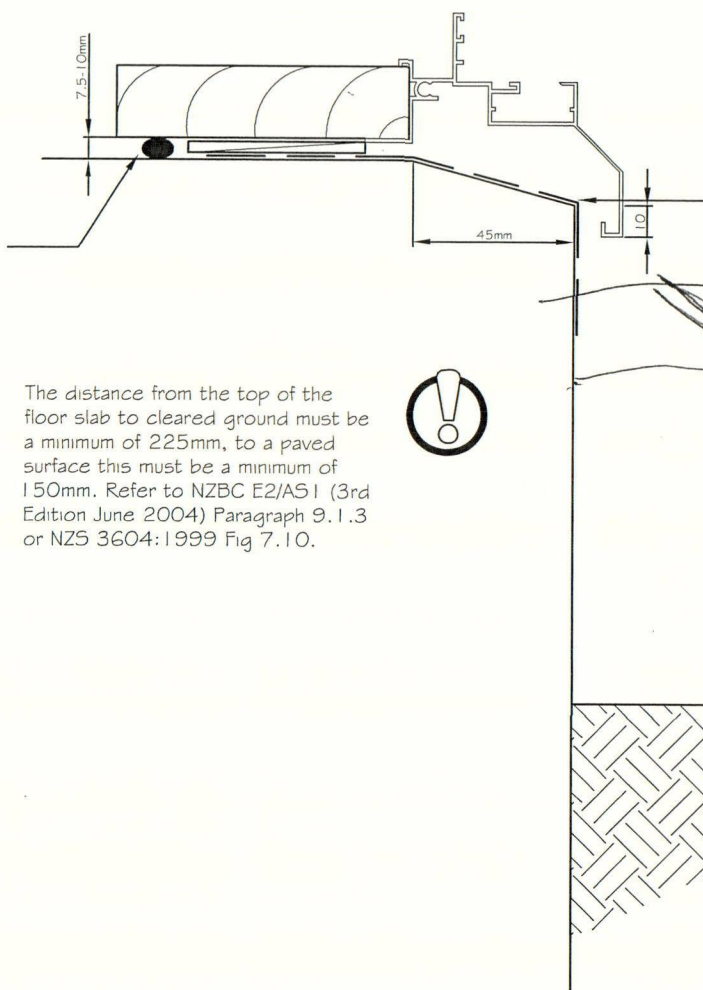 7.5-10mm
45mm
10
The distance from the top of the
floor slab to cleared ground must be
a minimum of 225mm, to a paved
surface this must be a minimum of
150mm. Refer to NZBC E2/AS1 (3rd
Edition June 2004) Paragraph 9.1.3
or NZS 3604:1999 Fig 7.10.